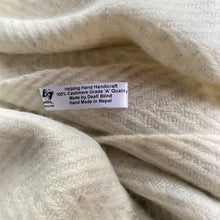 Helping Hand Handicraft
100% Cashmere Grade 'A' Quality
Made by Deaf/ Blind
Hand Made in Nepal